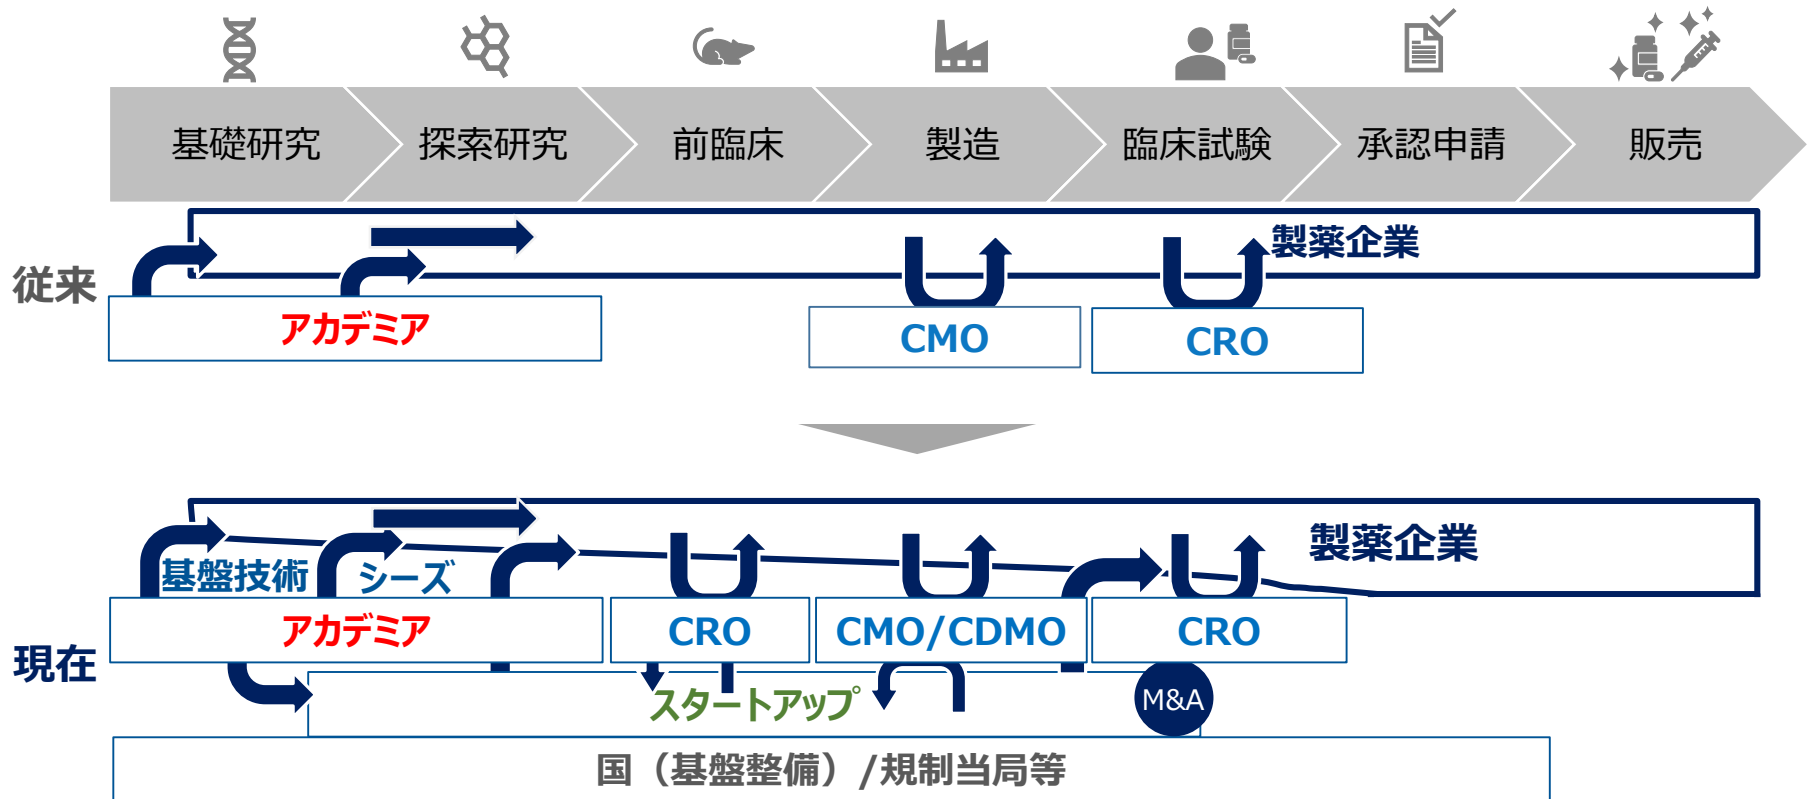 基礎研究
探索研究
前臨床
製造
臨床試験
承認申請
販売
従来
製薬企業
アカデミア
CMO
CRO
現在
製薬企業
基盤技術
シーズ
アカデミア
CRO
CMO/CDMO
CRO
スタートアップ
M&A
国（基盤整備）/規制当局等